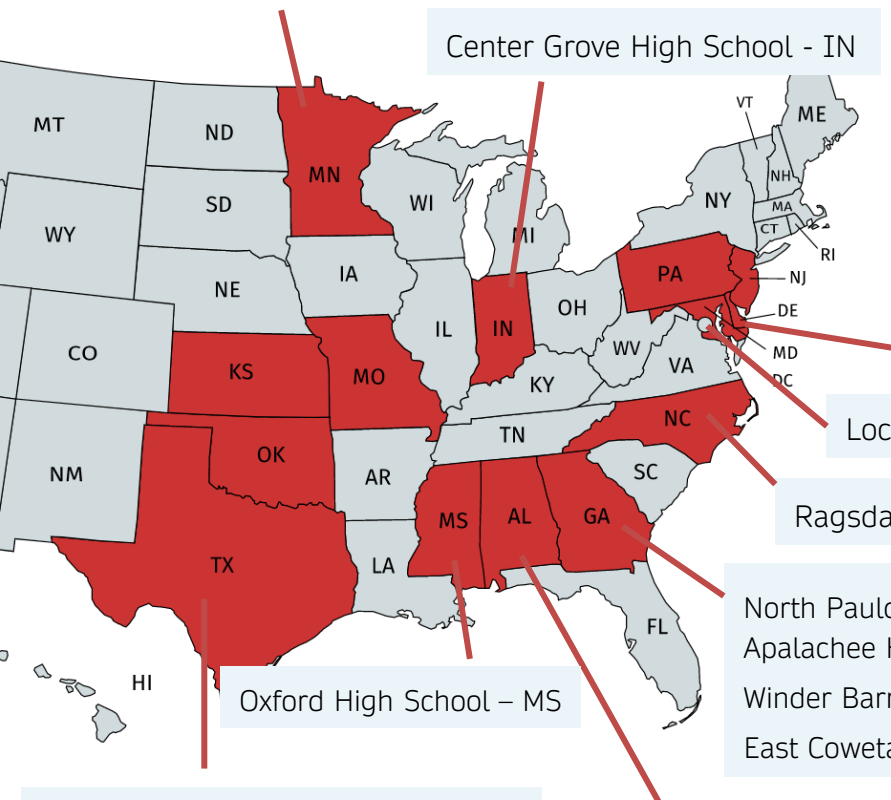 Center Grove High School - IN
VT
ME
MT
ND
MN
NH
SD
WI
NY
MA
WY
MI
CT
RI
IA
PA
NE
NJ
OH
IL
IN
DE
CO
WV
MD
KS
MO
VA
DC
KY
NC
Loc
TN
OK
NM
AR
SC
MS
AL
GA
Ragsda
TX
LA
North Paulo
FL
Apalachee H
HI
Oxford High School – MS
Winder Barr
East Coweta